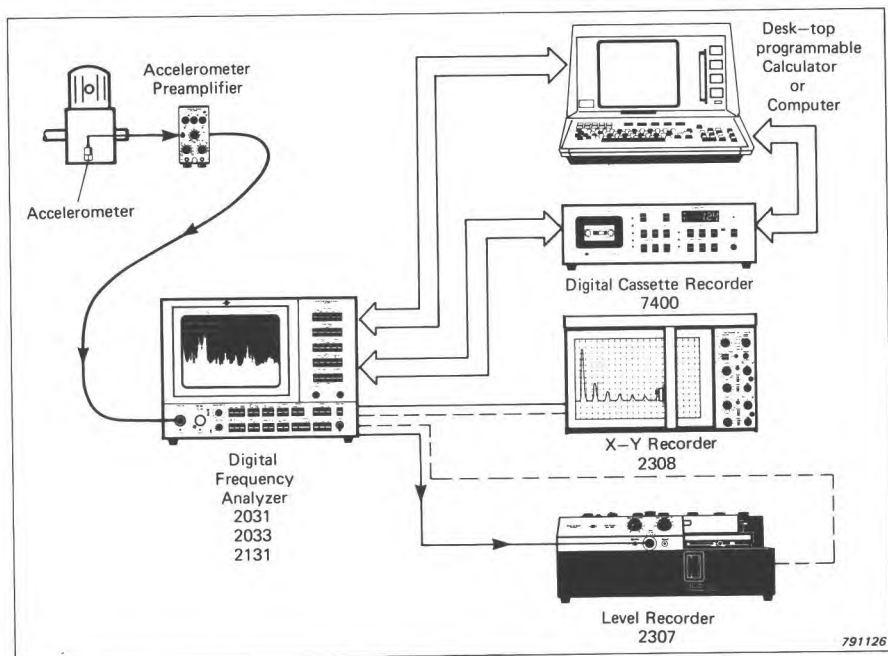 Accelerometer
Preamplifier
Accelerometer
Desk—top
programmable
Calculator
or
Computer
Digital Cassette Recorder
7400
Digital
Frequency
Analyzer
2031
2033
2131
X—Y Recorder
2308
Level Recorder
2307
791126